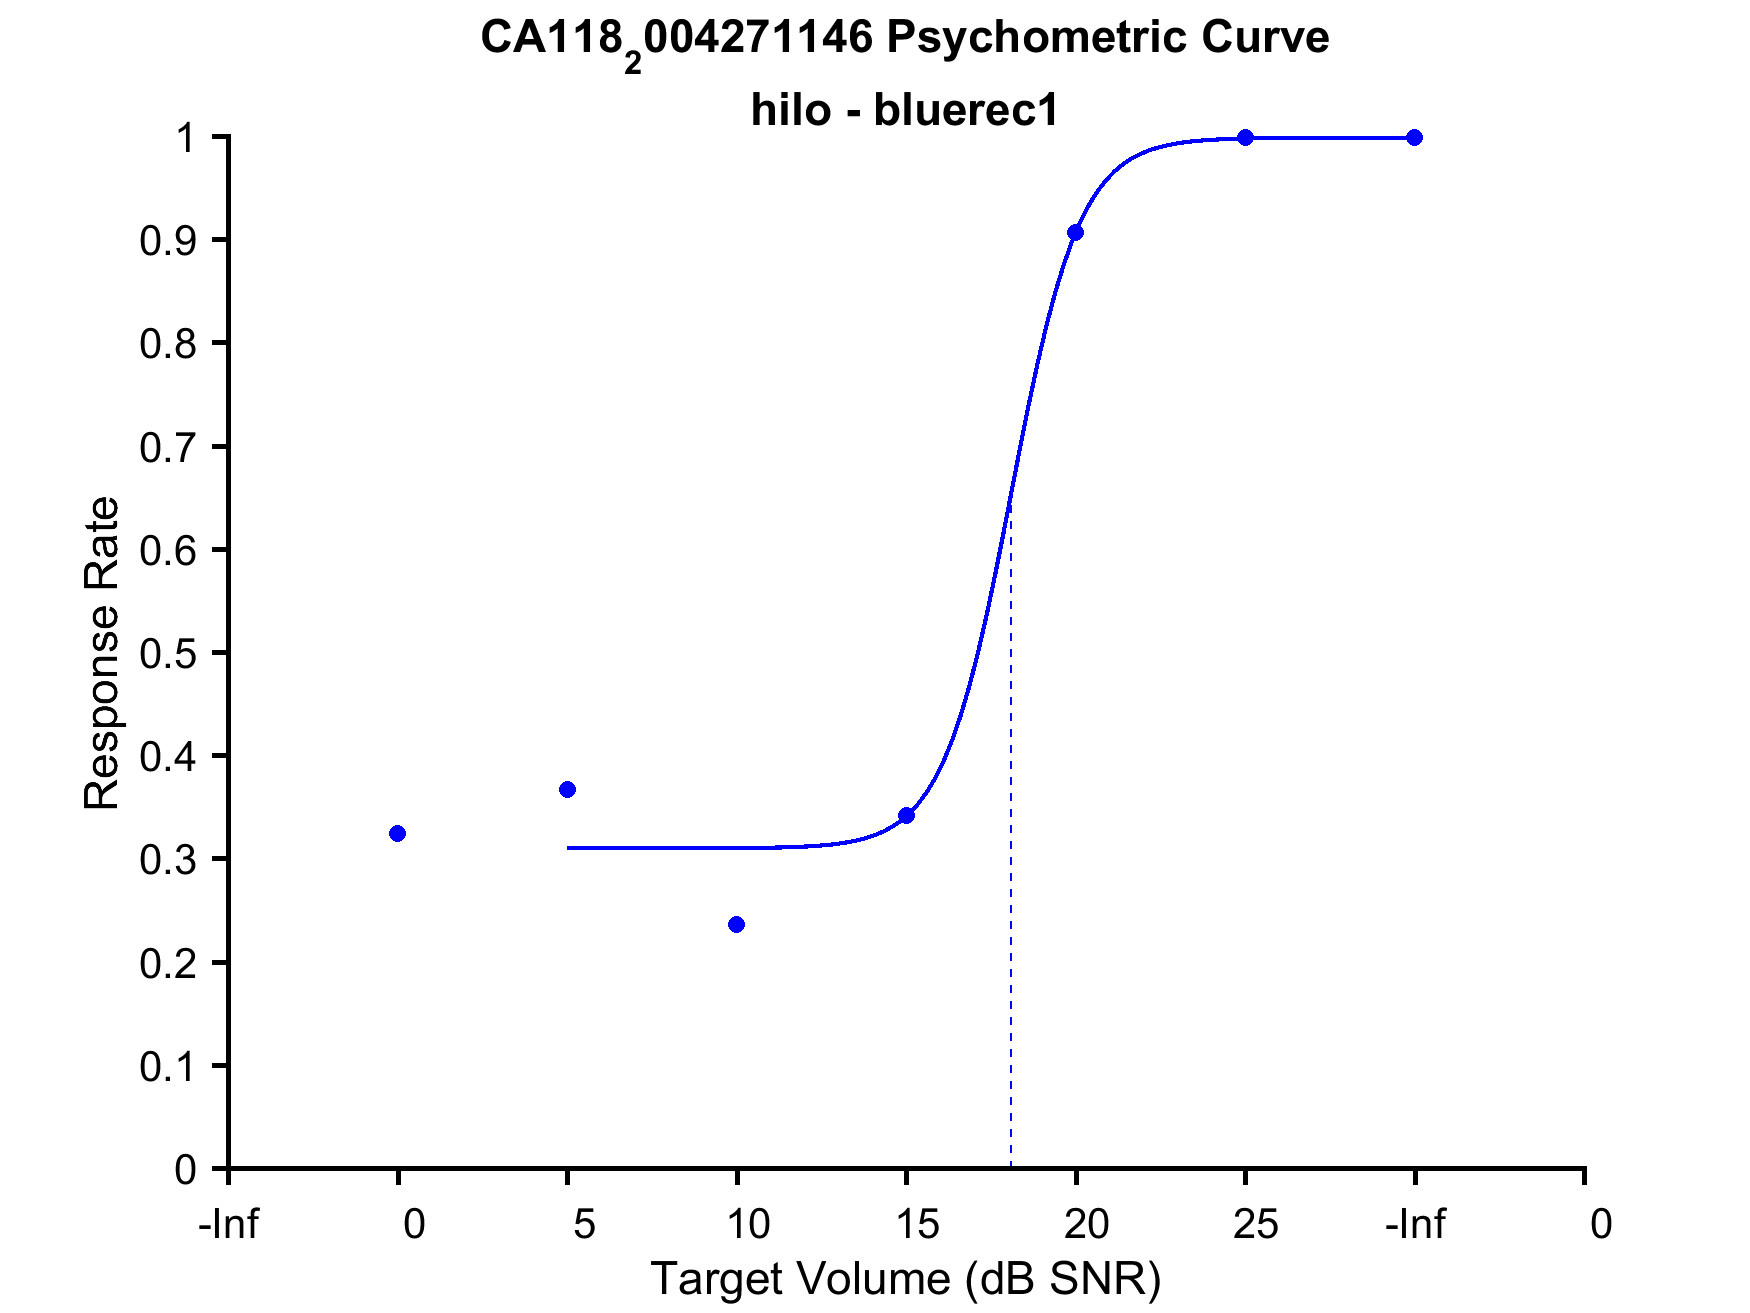 CA118₂004271146 Psychometric Curve
hilo - bluerec1
1
0.9
0.8
0.7
0.6
0.5
0.4
0.3
0.2
0.1
0
Response Rate
-Inf 0 5 10 15 20 25 -Inf 0
Target Volume (dB SNR)